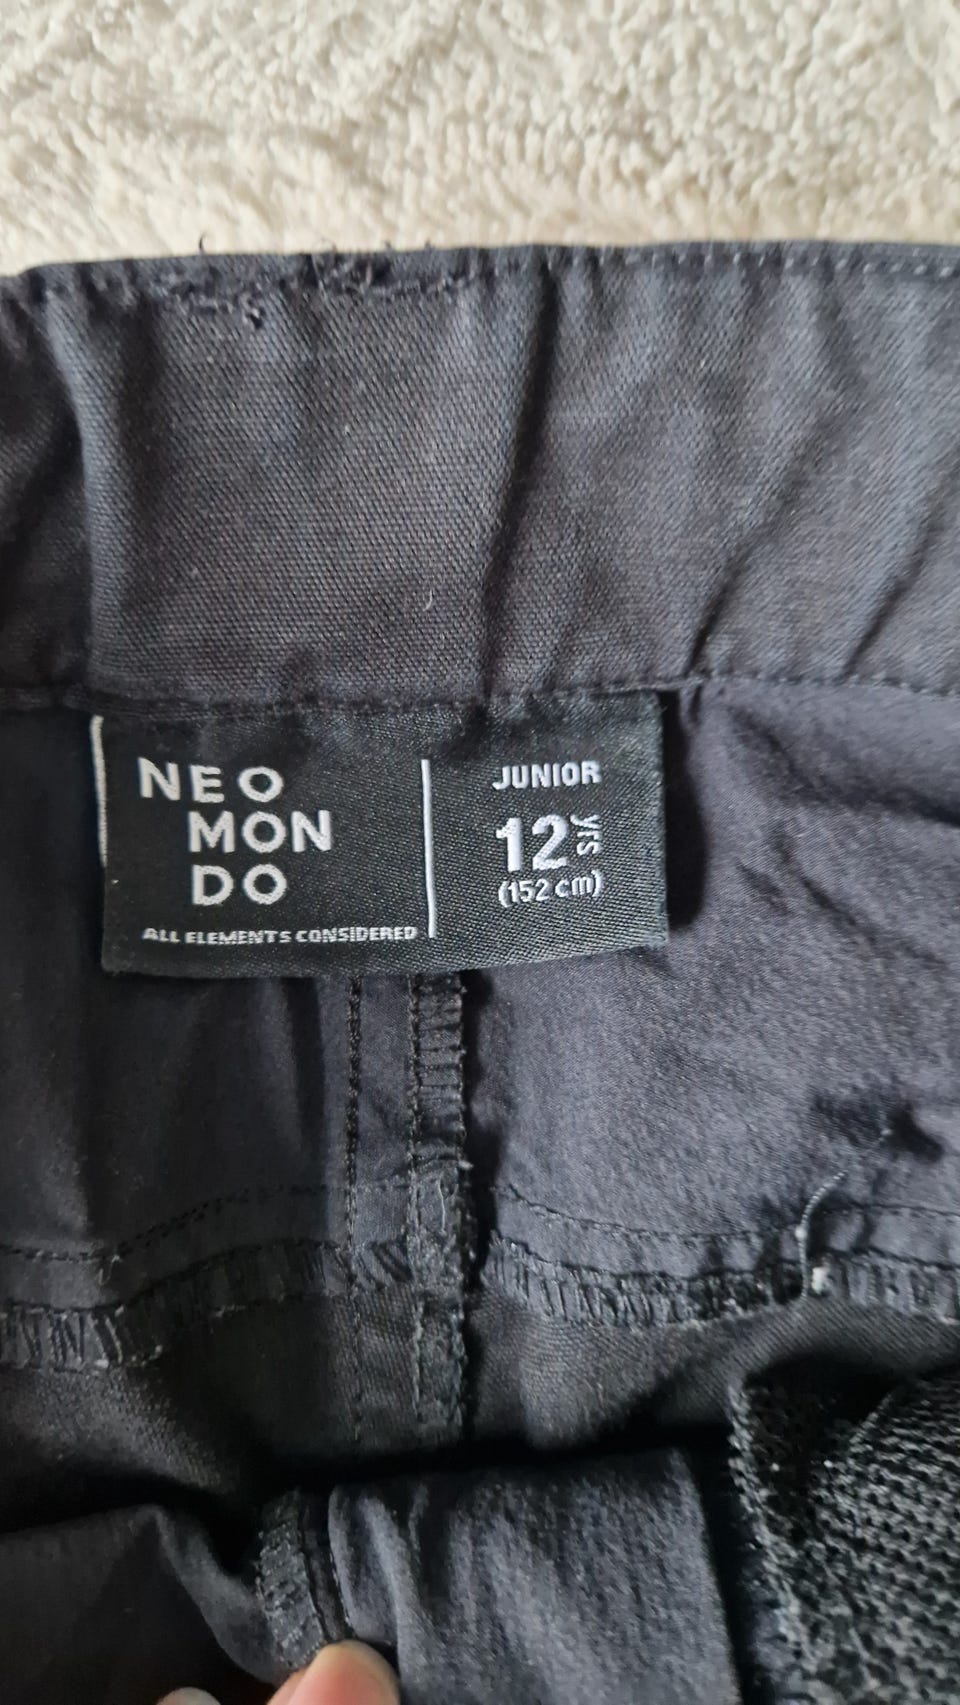 NEO
MON
DO
ALL ELEMENTS CONSIDERED
JUNIOR
12 yrs
(152 cm)